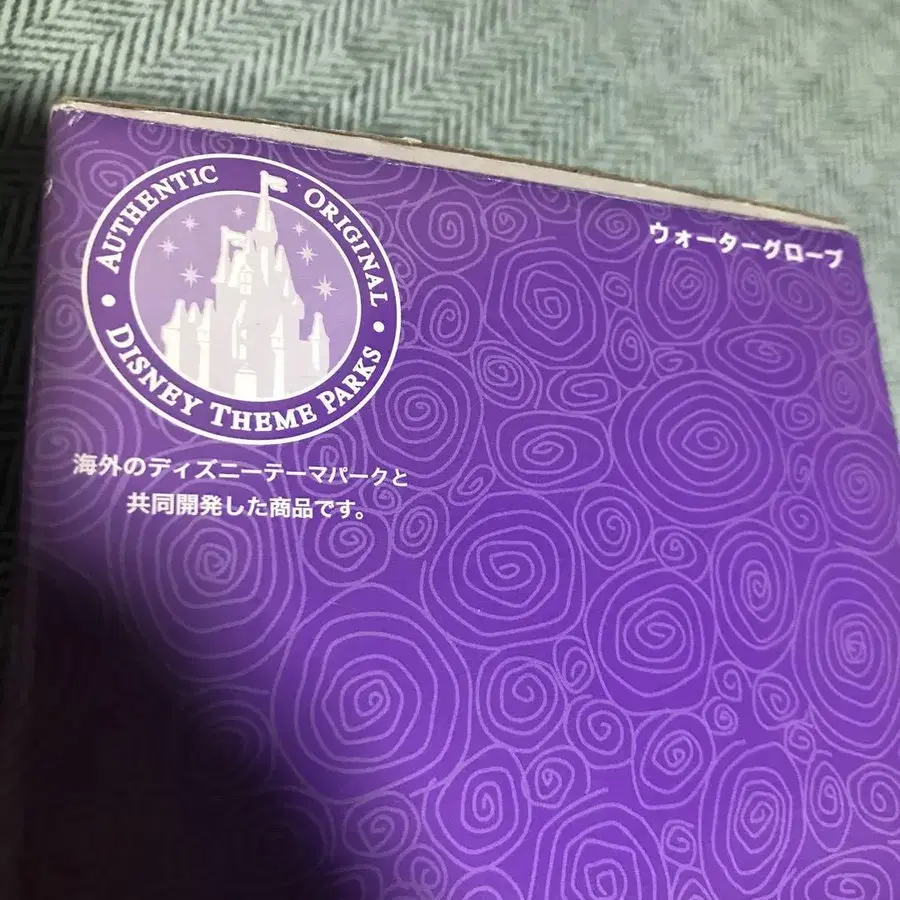 AUTHENTIC ORIGINAL
DISNEY THEME PARKS
ウォーターグローブ
海外のディズニーテーマパークと
共同開発した商品です。